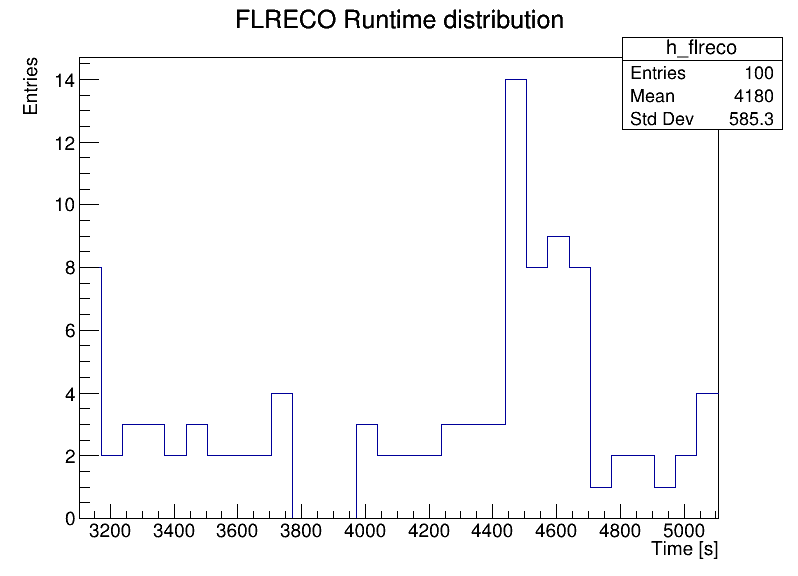 FLRECO Runtime distribution
h_flreco
Entries 100
Mean 4180
Std Dev 585.3
Entries
14
12
10
8
6
4
2
0
3200 3400 3600 3800 4000 4200 4400 4600 4800 5000
Time [s]